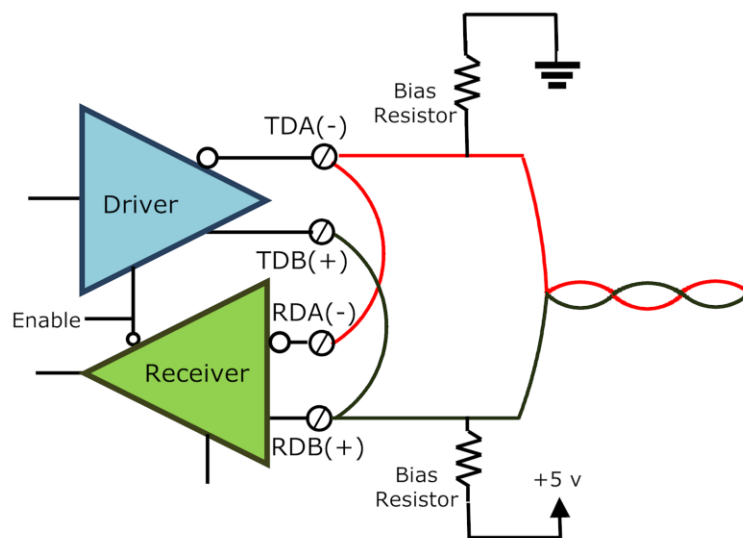 Bias
Resistor
TDA(-)
Driver
TDB(+)
Enable
RDA(-)
Receiver
RDB(+)
Bias
Resistor
+5 v